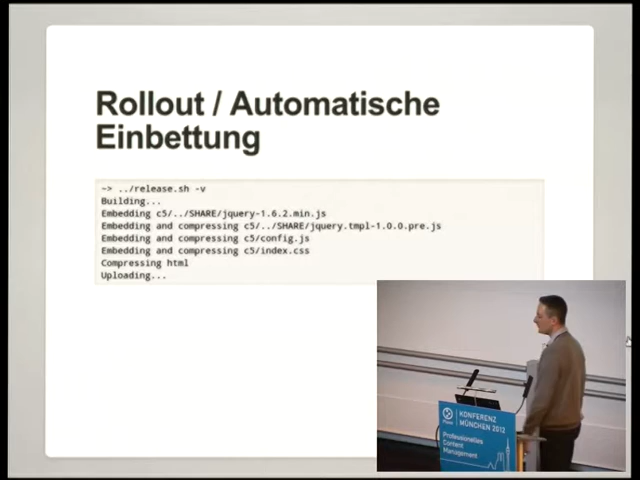 Rollout / Automatische
Einbettung
~> ../release.sh -v
Building...
Embedding c5/../SHARE/jquery-1.6.2.min.js
Embedding and compressing c5/../SHARE/jquery.tmpl-1.0.0.pre.js
Embedding and compressing c5/config.js
Embedding and compressing c5/index.css
Compressing html
Uploading...
KONFERENZ
MÜNCHEN 2012
Professionelles
Content
Management